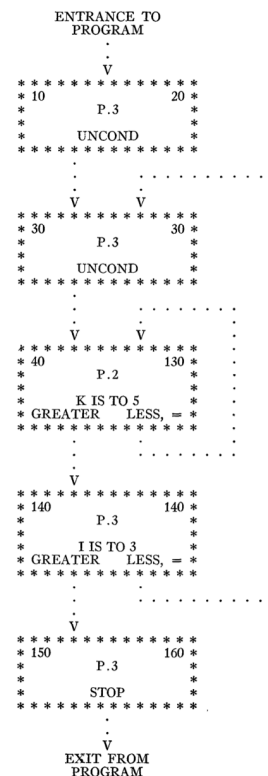 ENTRANCE TO
PROGRAM
V
* * * * * * * * * * * * * *
* 10 20 *
* P.3 *
* *
* UNCOND *
* * * * * * * * * * * * * *
V V
* * * * * * * * * * * * * *
* 30 30 *
* P.3 *
* *
* UNCOND *
* * * * * * * * * * * * * *
V V
* * * * * * * * * * * * * *
* 40 130 *
* P.2 *
* *
* K IS TO 5 *
* GREATER LESS, = *
* * * * * * * * * * * * * *
V
* * * * * * * * * * * * * *
* 140 140 *
* P.3 *
* *
* I IS TO 3 *
* GREATER LESS, = *
* * * * * * * * * * * * * *
V
* * * * * * * * * * * * * *
* 150 160 *
* P.3 *
* *
* STOP *
* * * * * * * * * * * * * *
V
EXIT FROM
PROGRAM